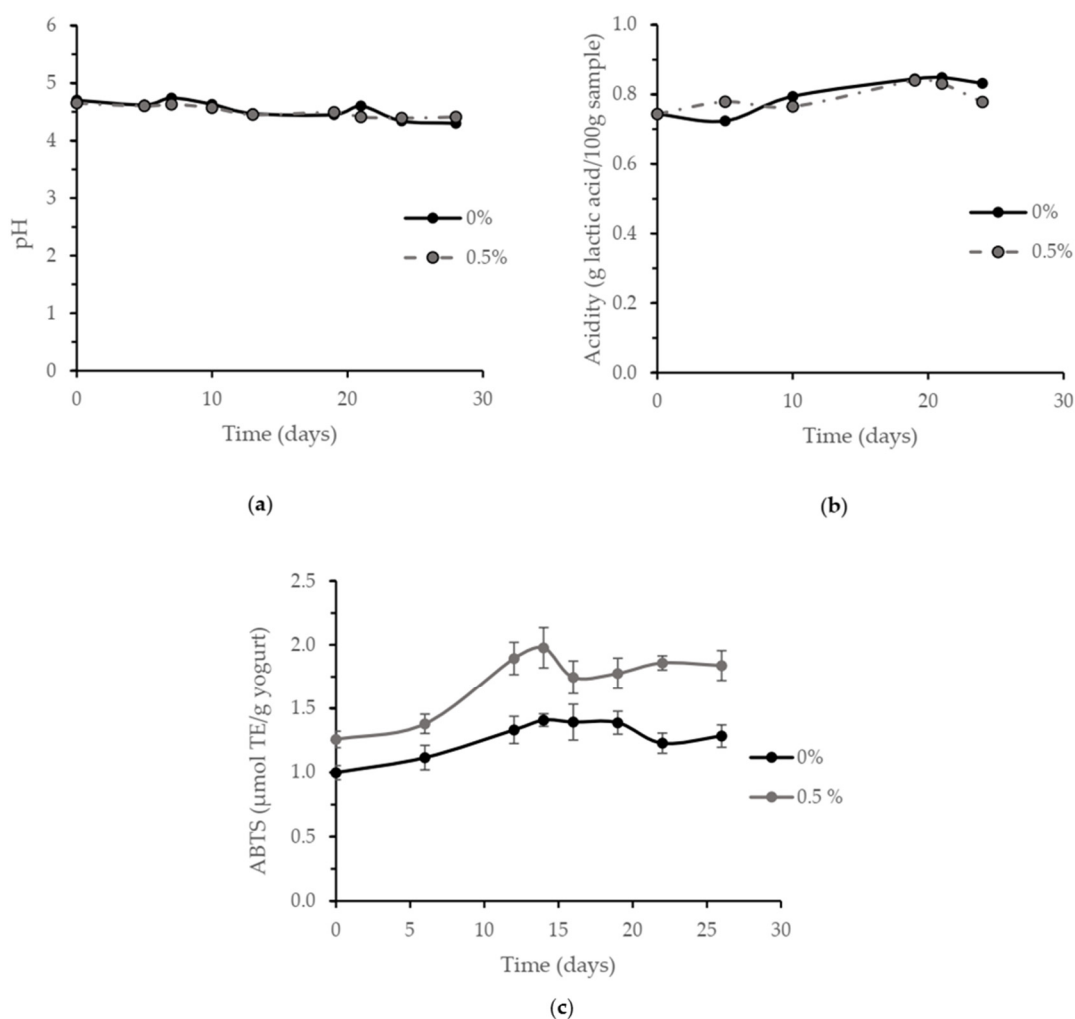 6
5
4
3
2
1
0
pH
0 10 20 30
Time (days)
0%
0.5%
(a)
1.0
0.8
0.6
0.4
0.2
0.0
Acidity (g lactic acid/100g sample)
0 10 20 30
Time (days)
0%
0.5%
(b)
2.5
2.0
1.5
1.0
0.5
0.0
ABTS (μmol TE/g yogurt)
0 5 10 15 20 25 30
Time (days)
0%
0.5 %
(c)